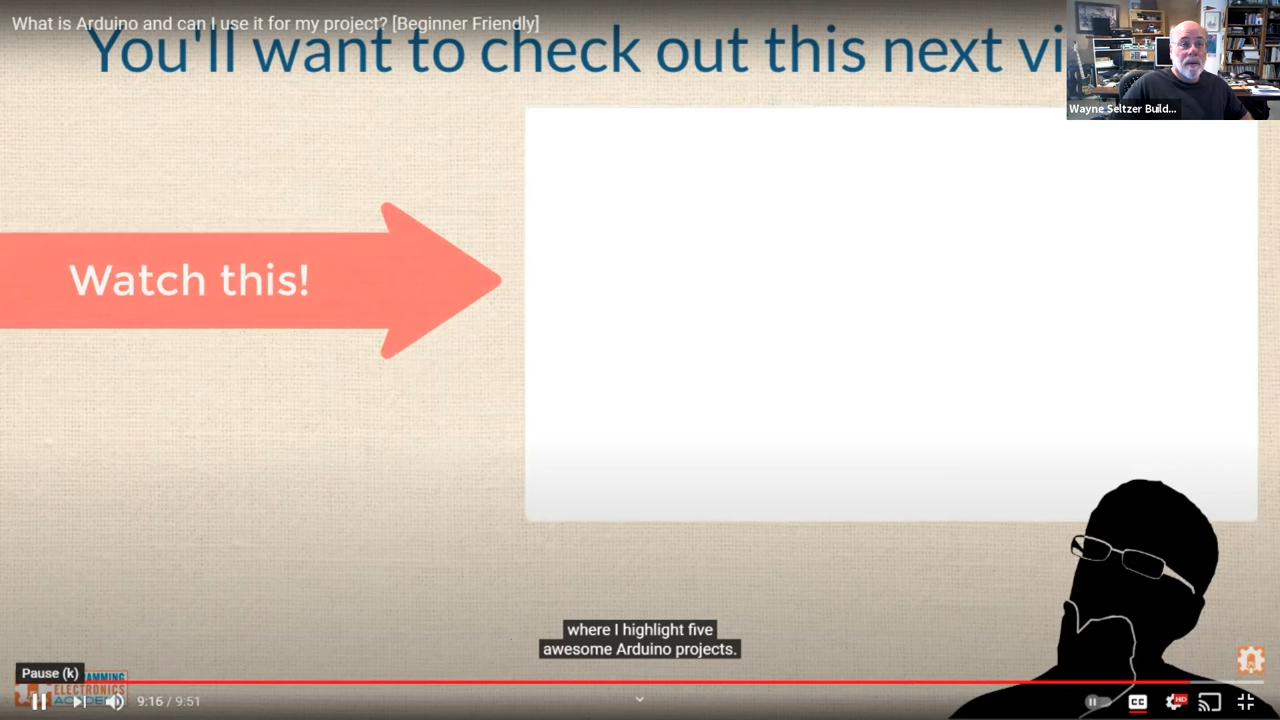 What is Arduino and can I use it for my project? [Beginner Friendly]
You'll want to check out this next vi
Wayne Seltzer Build...
Watch this!
where I highlight five
awesome Arduino projects.
Pause (k)
ELECTRONICS
9:16 / 9:51
CC
HD